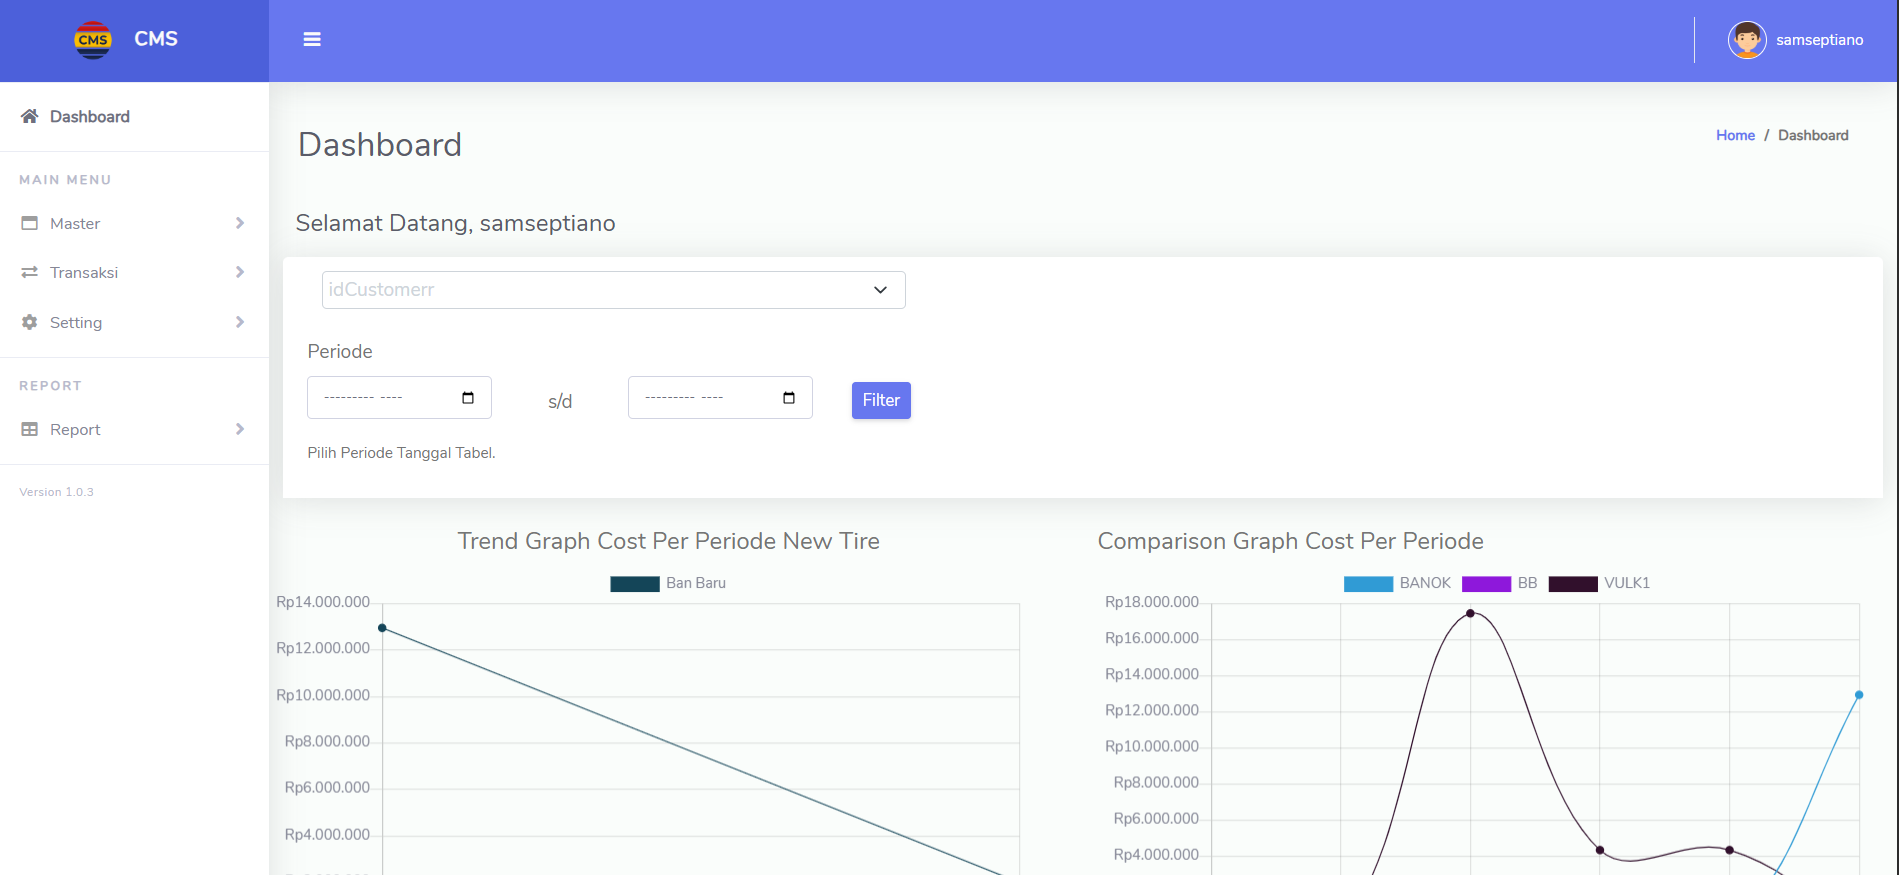 CMS
CMS
samseptiano
Dashboard
MAIN MENU
Master
Transaksi
Setting
REPORT
Report
Version 1.0.3
Dashboard
Home / Dashboard
Selamat Datang, samseptiano
idCustomerr
Periode
--------- ----
s/d
--------- ----
Filter
Pilih Periode Tanggal Tabel.
Trend Graph Cost Per Periode New Tire
Ban Baru
Rp14.000.000
Rp12.000.000
Rp10.000.000
Rp8.000.000
Rp6.000.000
Rp4.000.000
Comparison Graph Cost Per Periode
BANOK BB VULK1
Rp18.000.000
Rp16.000.000
Rp14.000.000
Rp12.000.000
Rp10.000.000
Rp8.000.000
Rp6.000.000
Rp4.000.000